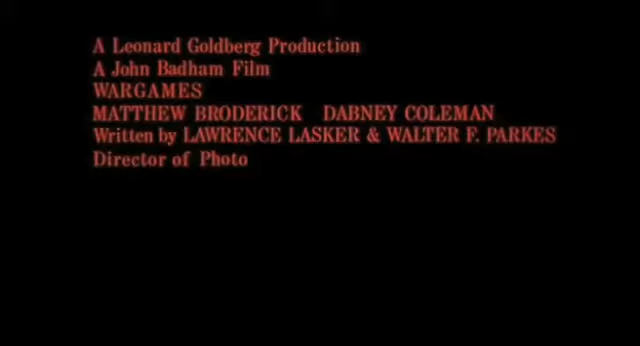 A Leonard Goldberg Production
A John Badham Film
WARGAMES
MATTHEW BRODERICK DABNEY COLEMAN
Written by LAWRENCE LASKER & WALTER F. PARKES
Director of Photo